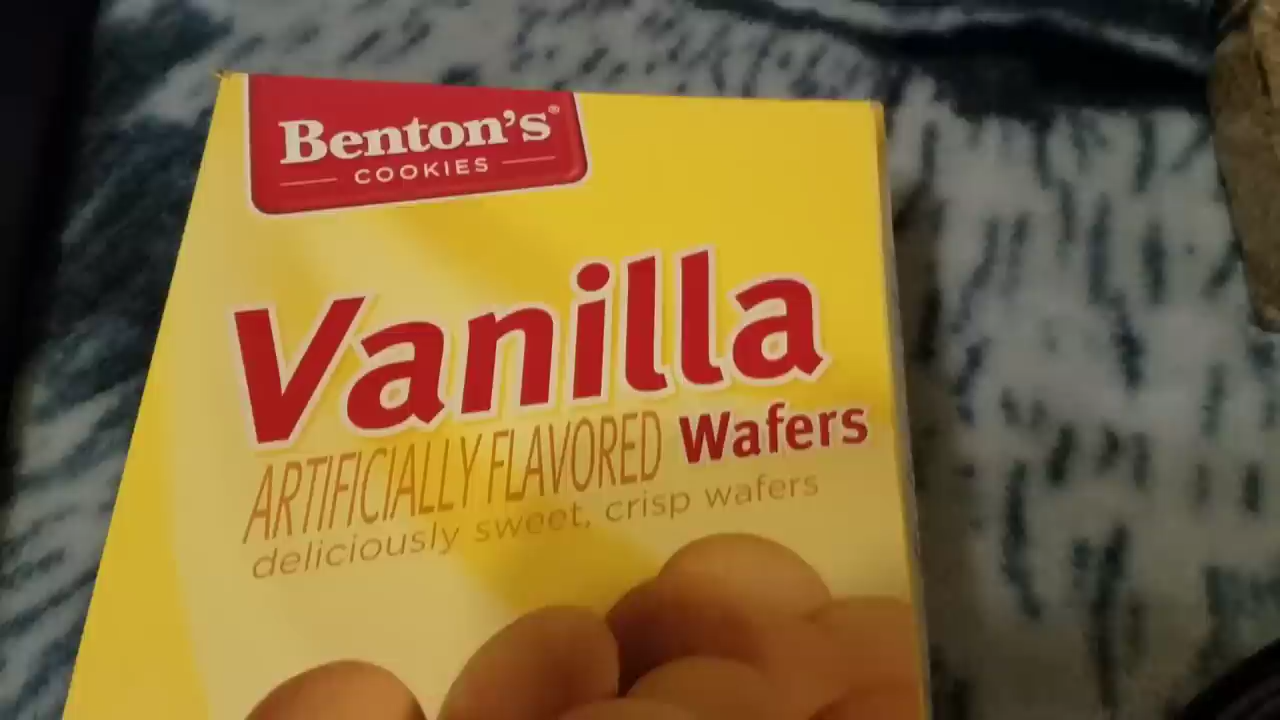 Benton's®
COOKIES
Vanilla
ARTIFICIALLY FLAVORED Wafers
deliciously sweet, crisp wafers